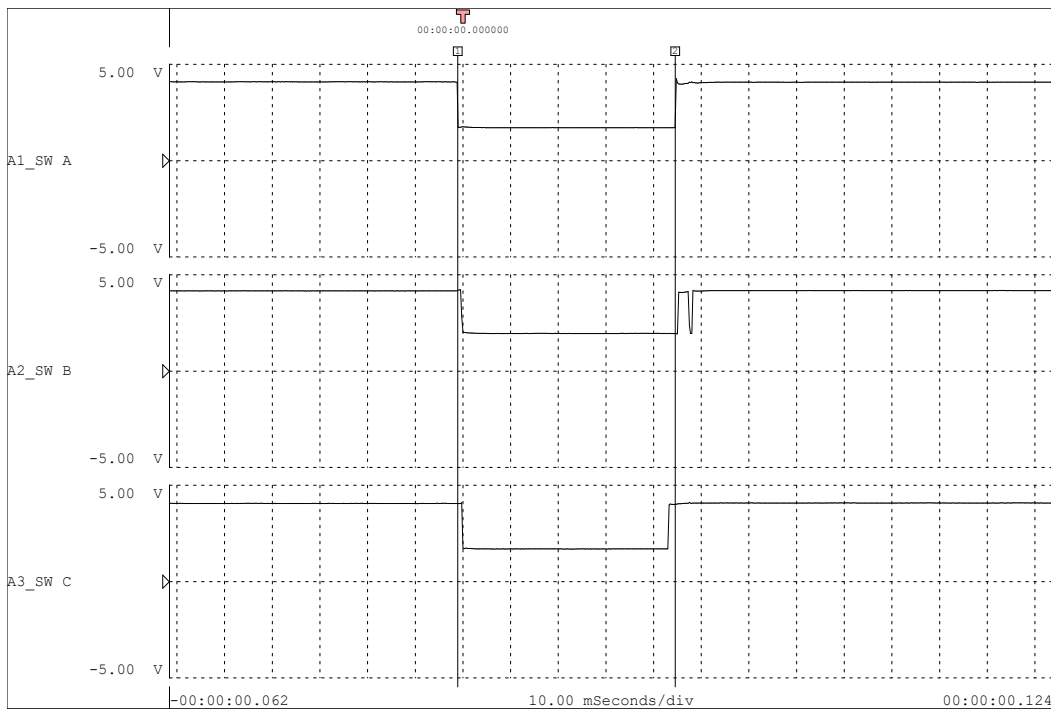 T
00:00:00.000000
1 2
5.00 V
A1_SW A
-5.00 V
5.00 V
A2_SW B
-5.00 V
5.00 V
A3_SW C
-5.00 V
-00:00:00.062 10.00 mSeconds/div 00:00:00.124